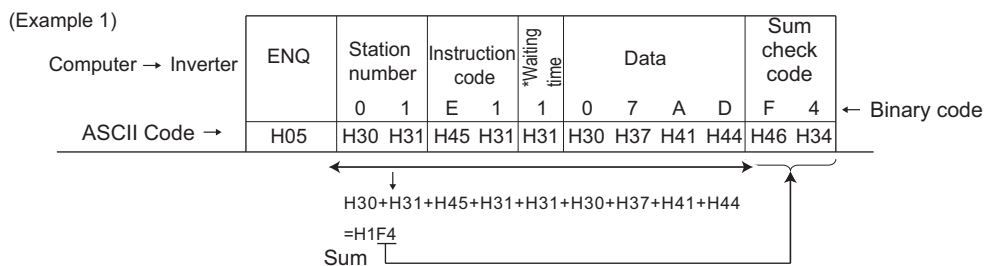 (Example 1)
Computer → Inverter ENQ Station number Instruction code *Waiting time Data Sum check code
0 1 E 1 1 0 7 A D F 4 ← Binary code
ASCII Code → H05 H30 H31 H45 H31 H31 H30 H37 H41 H44 H46 H34
H30+H31+H45+H31+H31+H30+H37+H41+H44
=H1F4
Sum